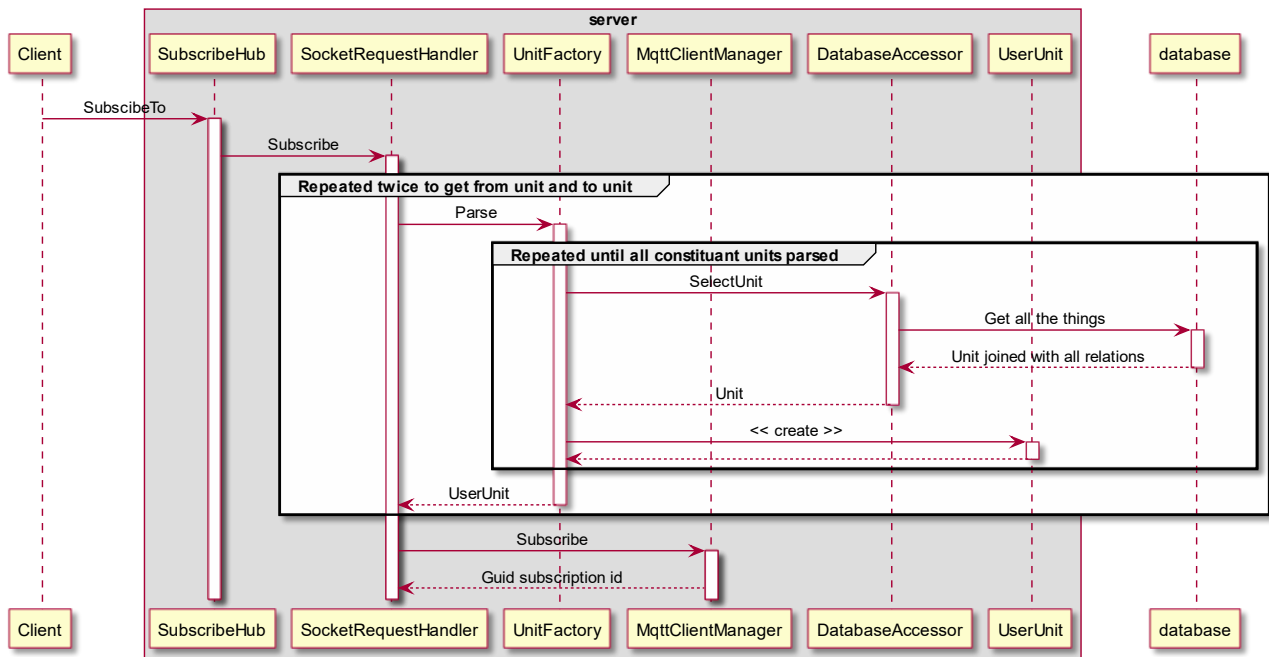 server
Client
SubscribeHub
SocketRequestHandler
UnitFactory
MqttClientManager
DatabaseAccessor
UserUnit
database
SubscibeTo
Subscribe
Repeated twice to get from unit and to unit
Parse
Repeated until all constituant units parsed
SelectUnit
Get all the things
Unit joined with all relations
Unit
<< create >>
UserUnit
Subscribe
Guid subscription id
Client
SubscribeHub
SocketRequestHandler
UnitFactory
MqttClientManager
DatabaseAccessor
UserUnit
database